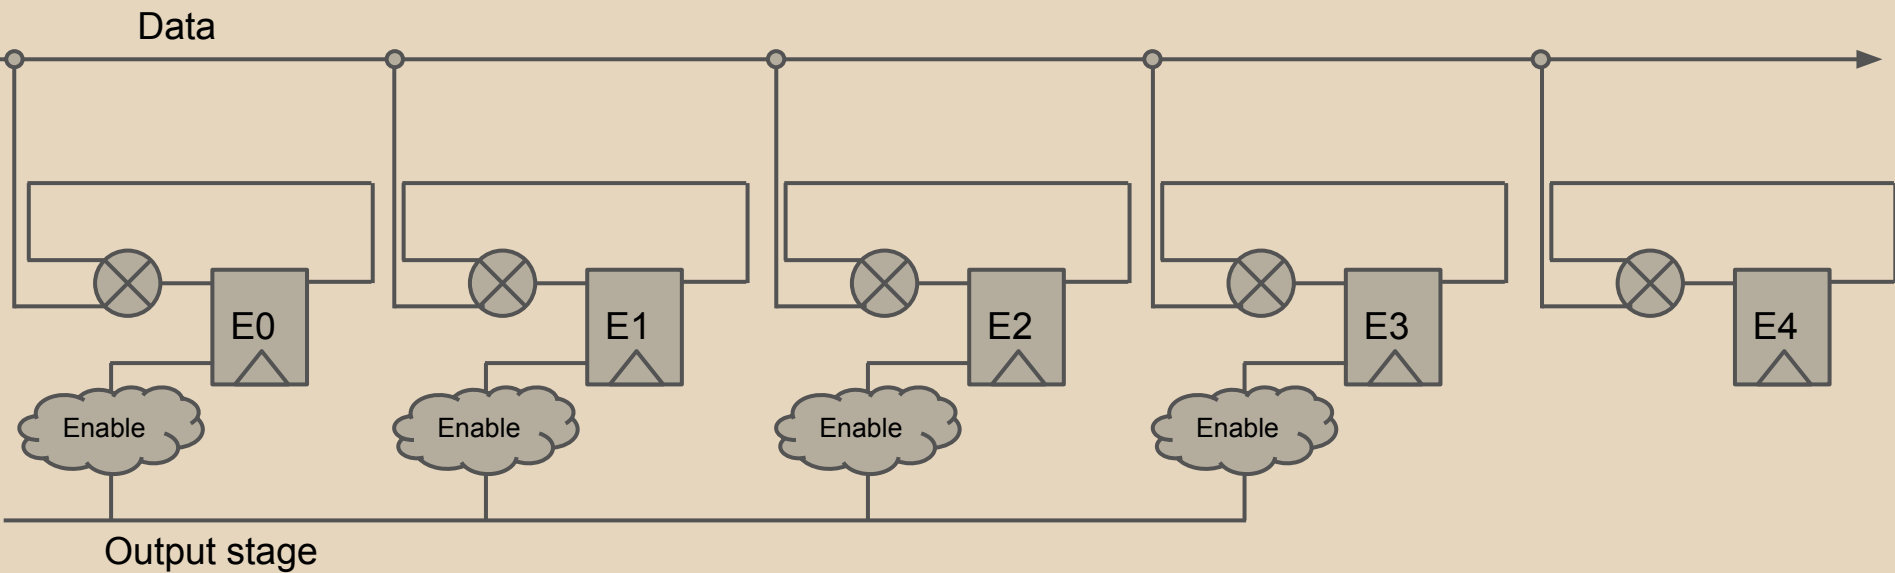 Data
E0
E1
E2
E3
E4
Enable
Enable
Enable
Enable
Output stage